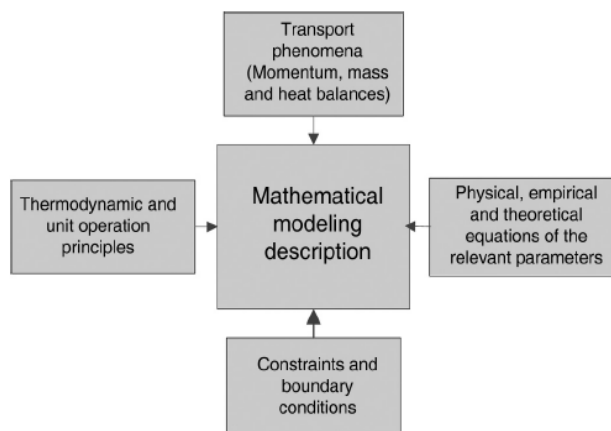 Transport
phenomena
(Momentum, mass
and heat balances)
Thermodynamic and
unit operation
principles
Mathematical
modeling
description
Physical, empirical
and theoretical
equations of the
relevant parameters
Constraints and
boundary
conditions